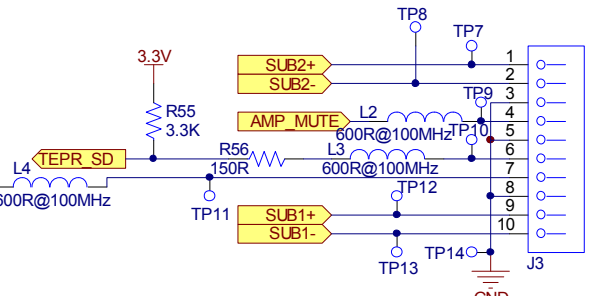 TP8
TP7
3.3V
SUB2+
1
SUB2-
2
TP9
3
R55
3.3K
AMP_MUTE
L2
4
600R@100MHz
TP10
5
TEPR_SD
R56
150R
L3
6
600R@100MHz
L4
7
600R@100MHz
TP11
TP12
8
SUB1+
9
SUB1-
10
TP13
TP14
J3
GND